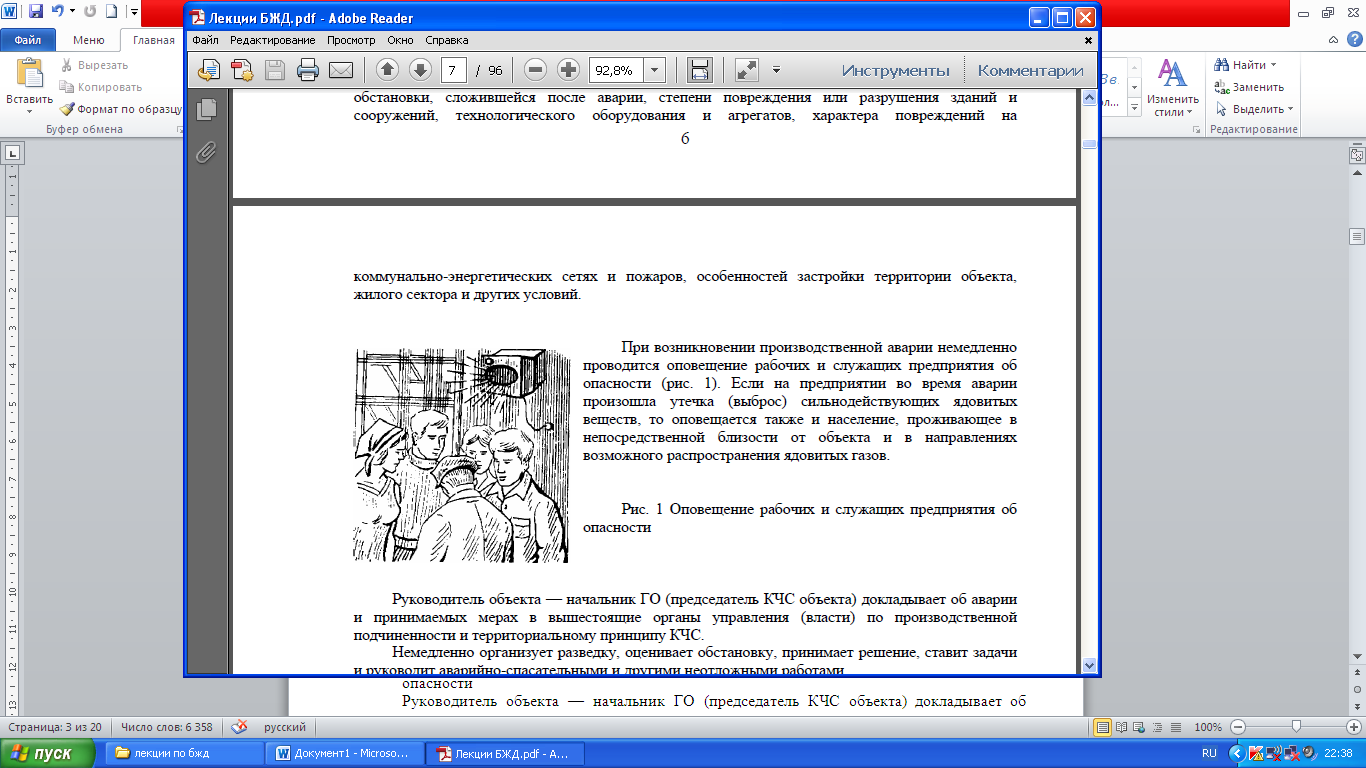 Лекции БЖД.pdf - Adobe Reader
Файл Меню Главная
Файл Редактирование Просмотр Окно Справка
Вставить
Вырезать
Копировать
Формат по образцу
Буфер обмена
7 / 96 92,8% Инструменты Комментарии
Изменить стили
Найти
Заменить
Выделить
Редактирование
обстановки, сложившейся после аварии, степени повреждения или разрушения зданий и
сооружений, технологического оборудования и агрегатов, характера повреждений на
6
коммунально-энергетических сетях и пожаров, особенностей застройки территории объекта,
жилого сектора и других условий.
При возникновении производственной аварии немедленно
проводится оповещение рабочих и служащих предприятия об
опасности (рис. 1). Если на предприятии во время аварии
произошла утечка (выброс) сильнодействующих ядовитых
веществ, то оповещается также и население, проживающее в
непосредственной близости от объекта и в направлениях
возможного распространения ядовитых газов.
Рис. 1 Оповещение рабочих и служащих предприятия об
опасности
Руководитель объекта — начальник ГО (председатель КЧС объекта) докладывает об аварии
и принимаемых мерах в вышестоящие органы управления (власти) по производственной
подчиненности и территориальному принципу КЧС.
Немедленно организует разведку, оценивает обстановку, принимает решение, ставит задачи
и руководит аварийно-спасательными и другими неотложными работами
опасности
Руководитель объекта — начальник ГО (председатель КЧС объекта) докладывает об
Страница: 3 из 20 Число слов: 6 358 русский 100%
пуск лекции по бжд Документ1 - Microso... Лекции БЖД.pdf - A... RU 22:38